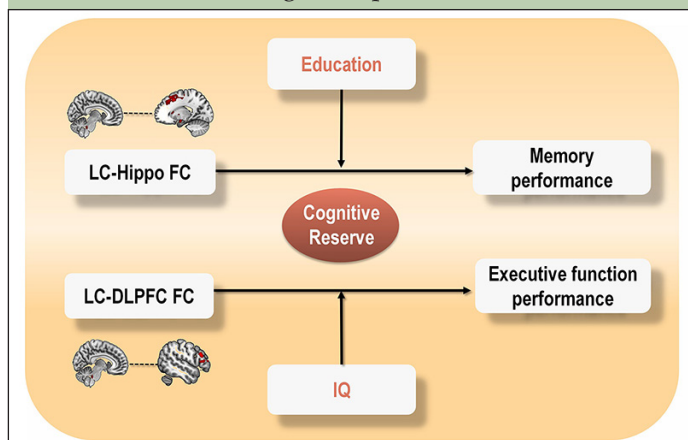 Education
LC-Hippo FC
Memory
performance
Cognitive
Reserve
LC-DLPFC FC
Executive function
performance
IQ